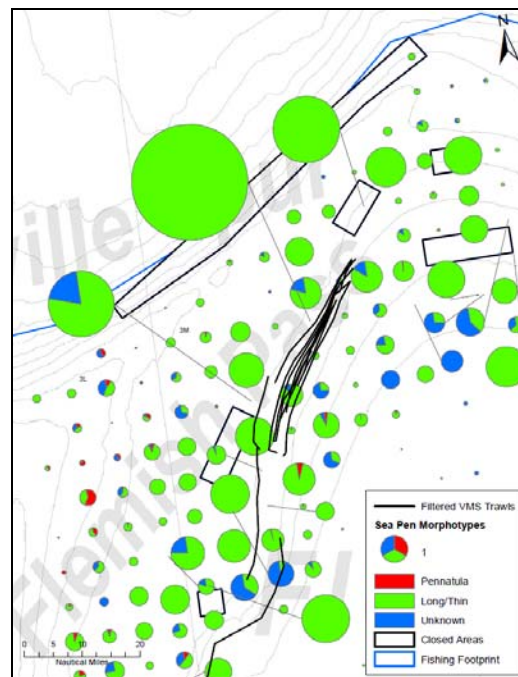 N
3M
3L
Flemish Pass
Filtered VMS Trawls
Sea Pen Morphotypes
1
Pennatula
Long/Thin
Unknown
Closed Areas
Fishing Footprint
0 5 10 20
Nautical Miles